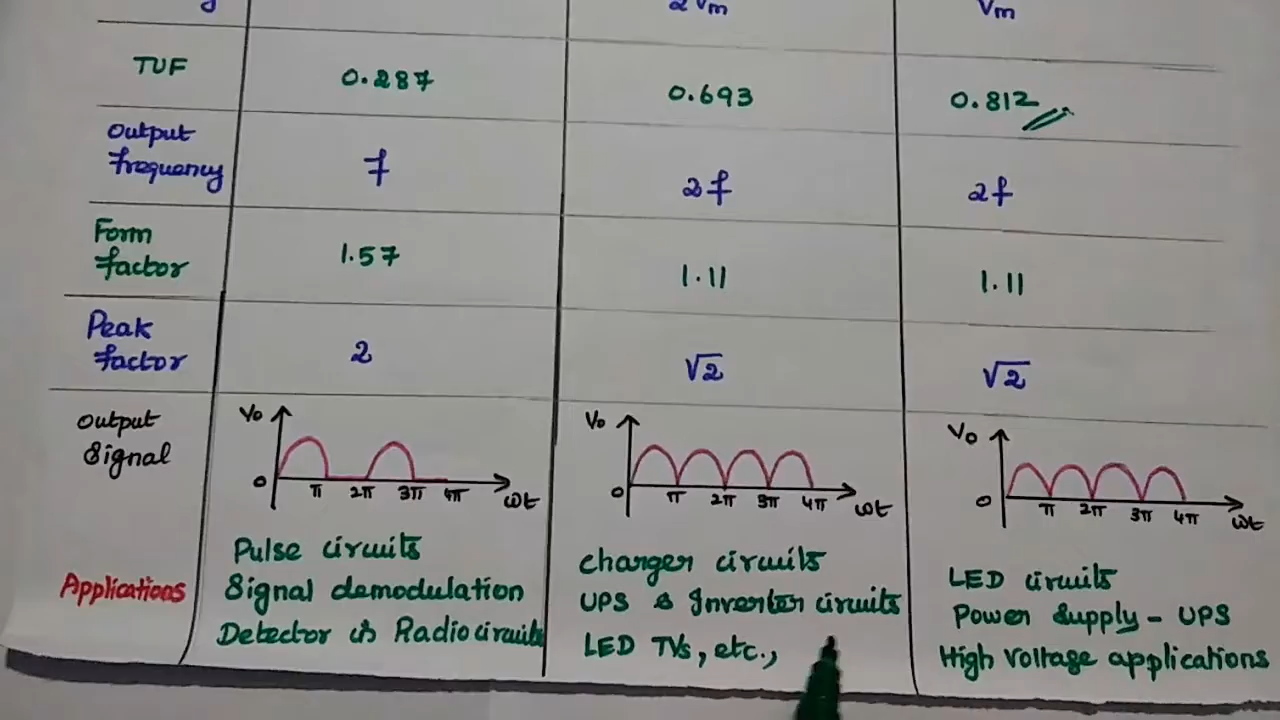 2Vm Vm
TUF 0.287 0.693 0.812
Output
frequency f 2f 2f
Form
factor 1.57 1.11 1.11
Peak
factor 2 √2 √2
Output
Signal
Vo 0 π 2π 3π 4π ωt
Vo 0 π 2π 3π 4π ωt
Vo 0 π 2π 3π 4π ωt
Applications
Pulse circuits
Signal demodulation
Detector in Radio circuits
charger circuits
UPS & Inverter circuits
LED TVs, etc.,
LED circuits
Power Supply - UPS
High Voltage applications